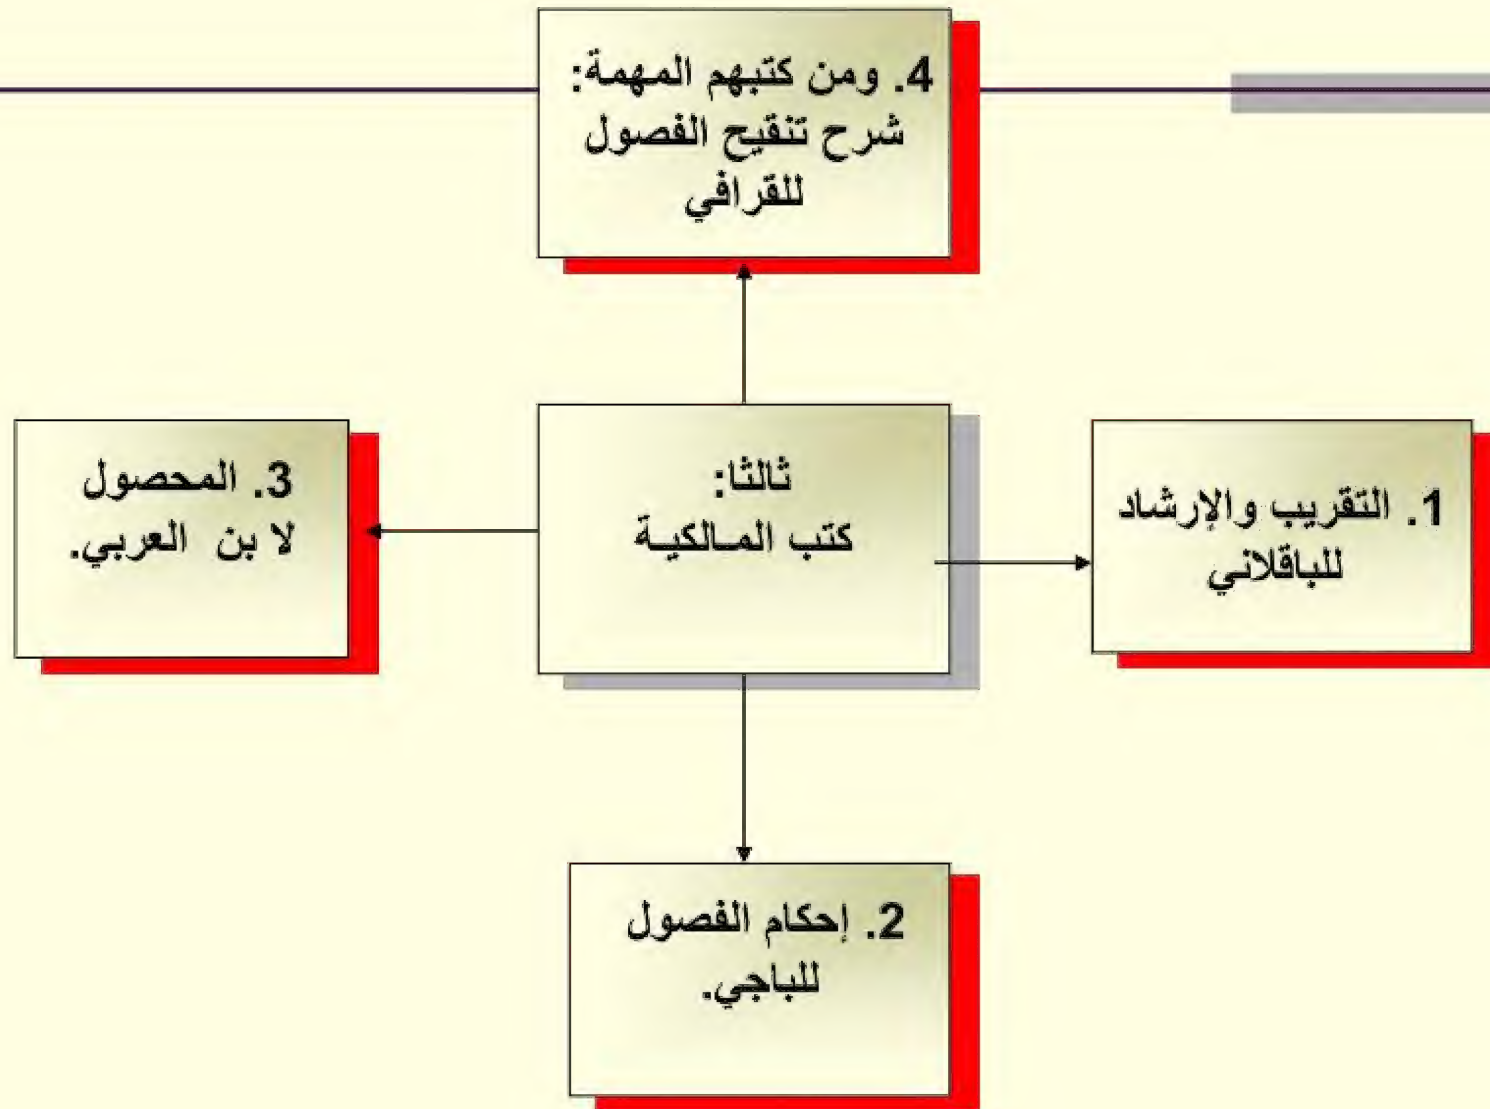 4. ومن كتبهم المهمة:
شرح تنقيح الفصول
للقرافي
ثالثا:
كتب المالكية
1. التقريب والإرشاد
للباقلاني
3. المحصول
لا بن العربي.
2. إحكام الفصول
للباجي.